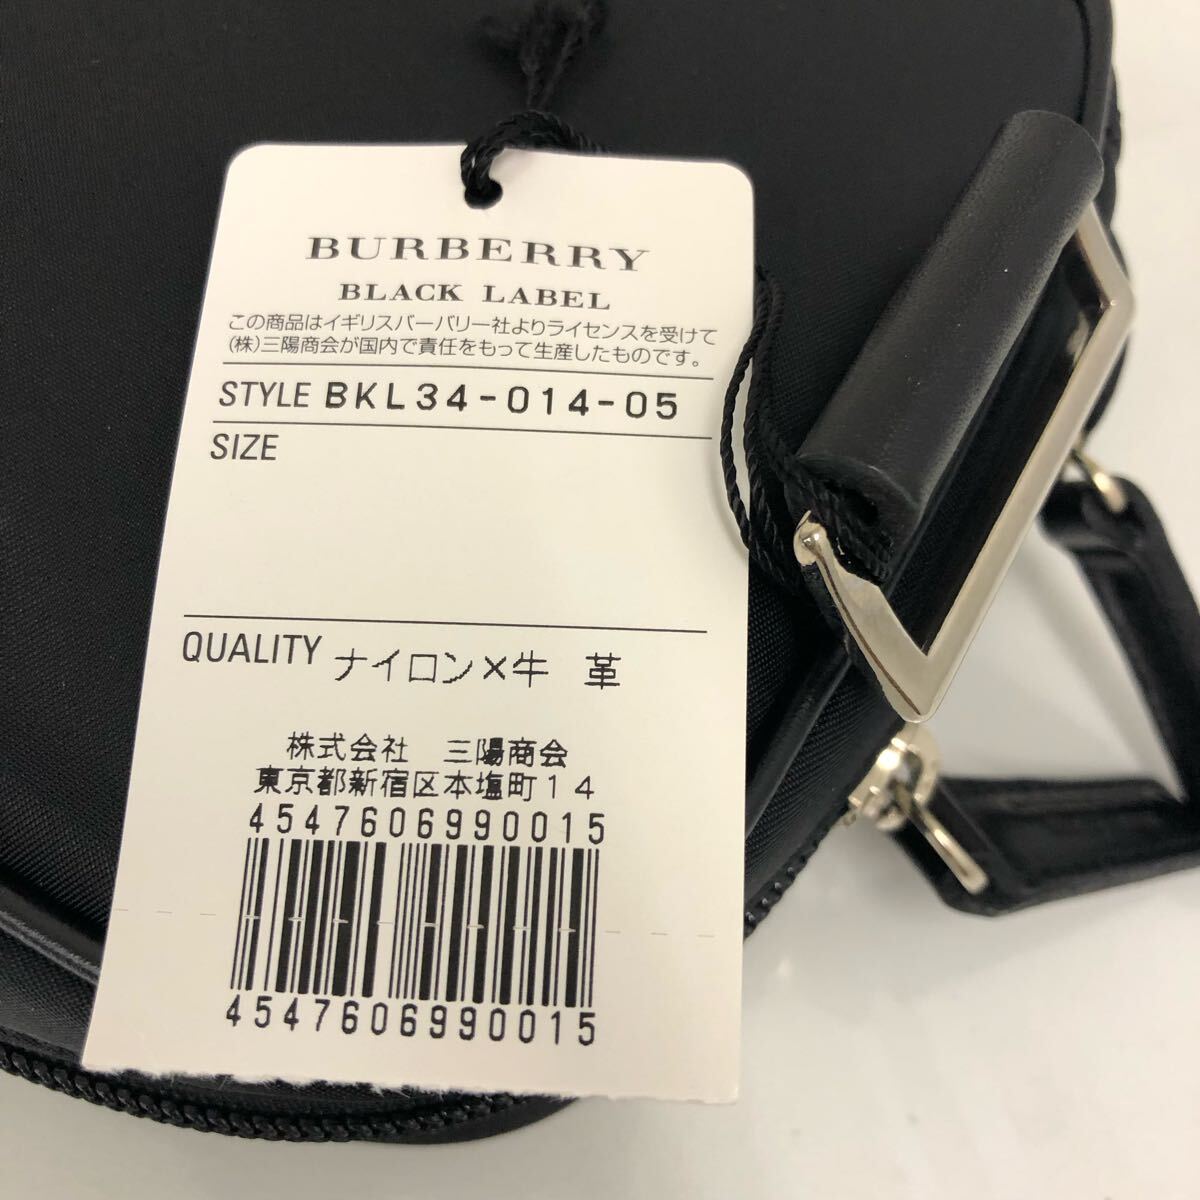 BURBERRY
BLACK LABEL
この商品はイギリスバーバリー社よりライセンスを受けて
(株)三陽商会が国内で責任をもって生産したものです。
STYLE BKL34-014-05
SIZE
QUALITY ナイロン×牛 革
株式会社 三陽商会
東京都新宿区本塩町14
4547606990015
4547606990015